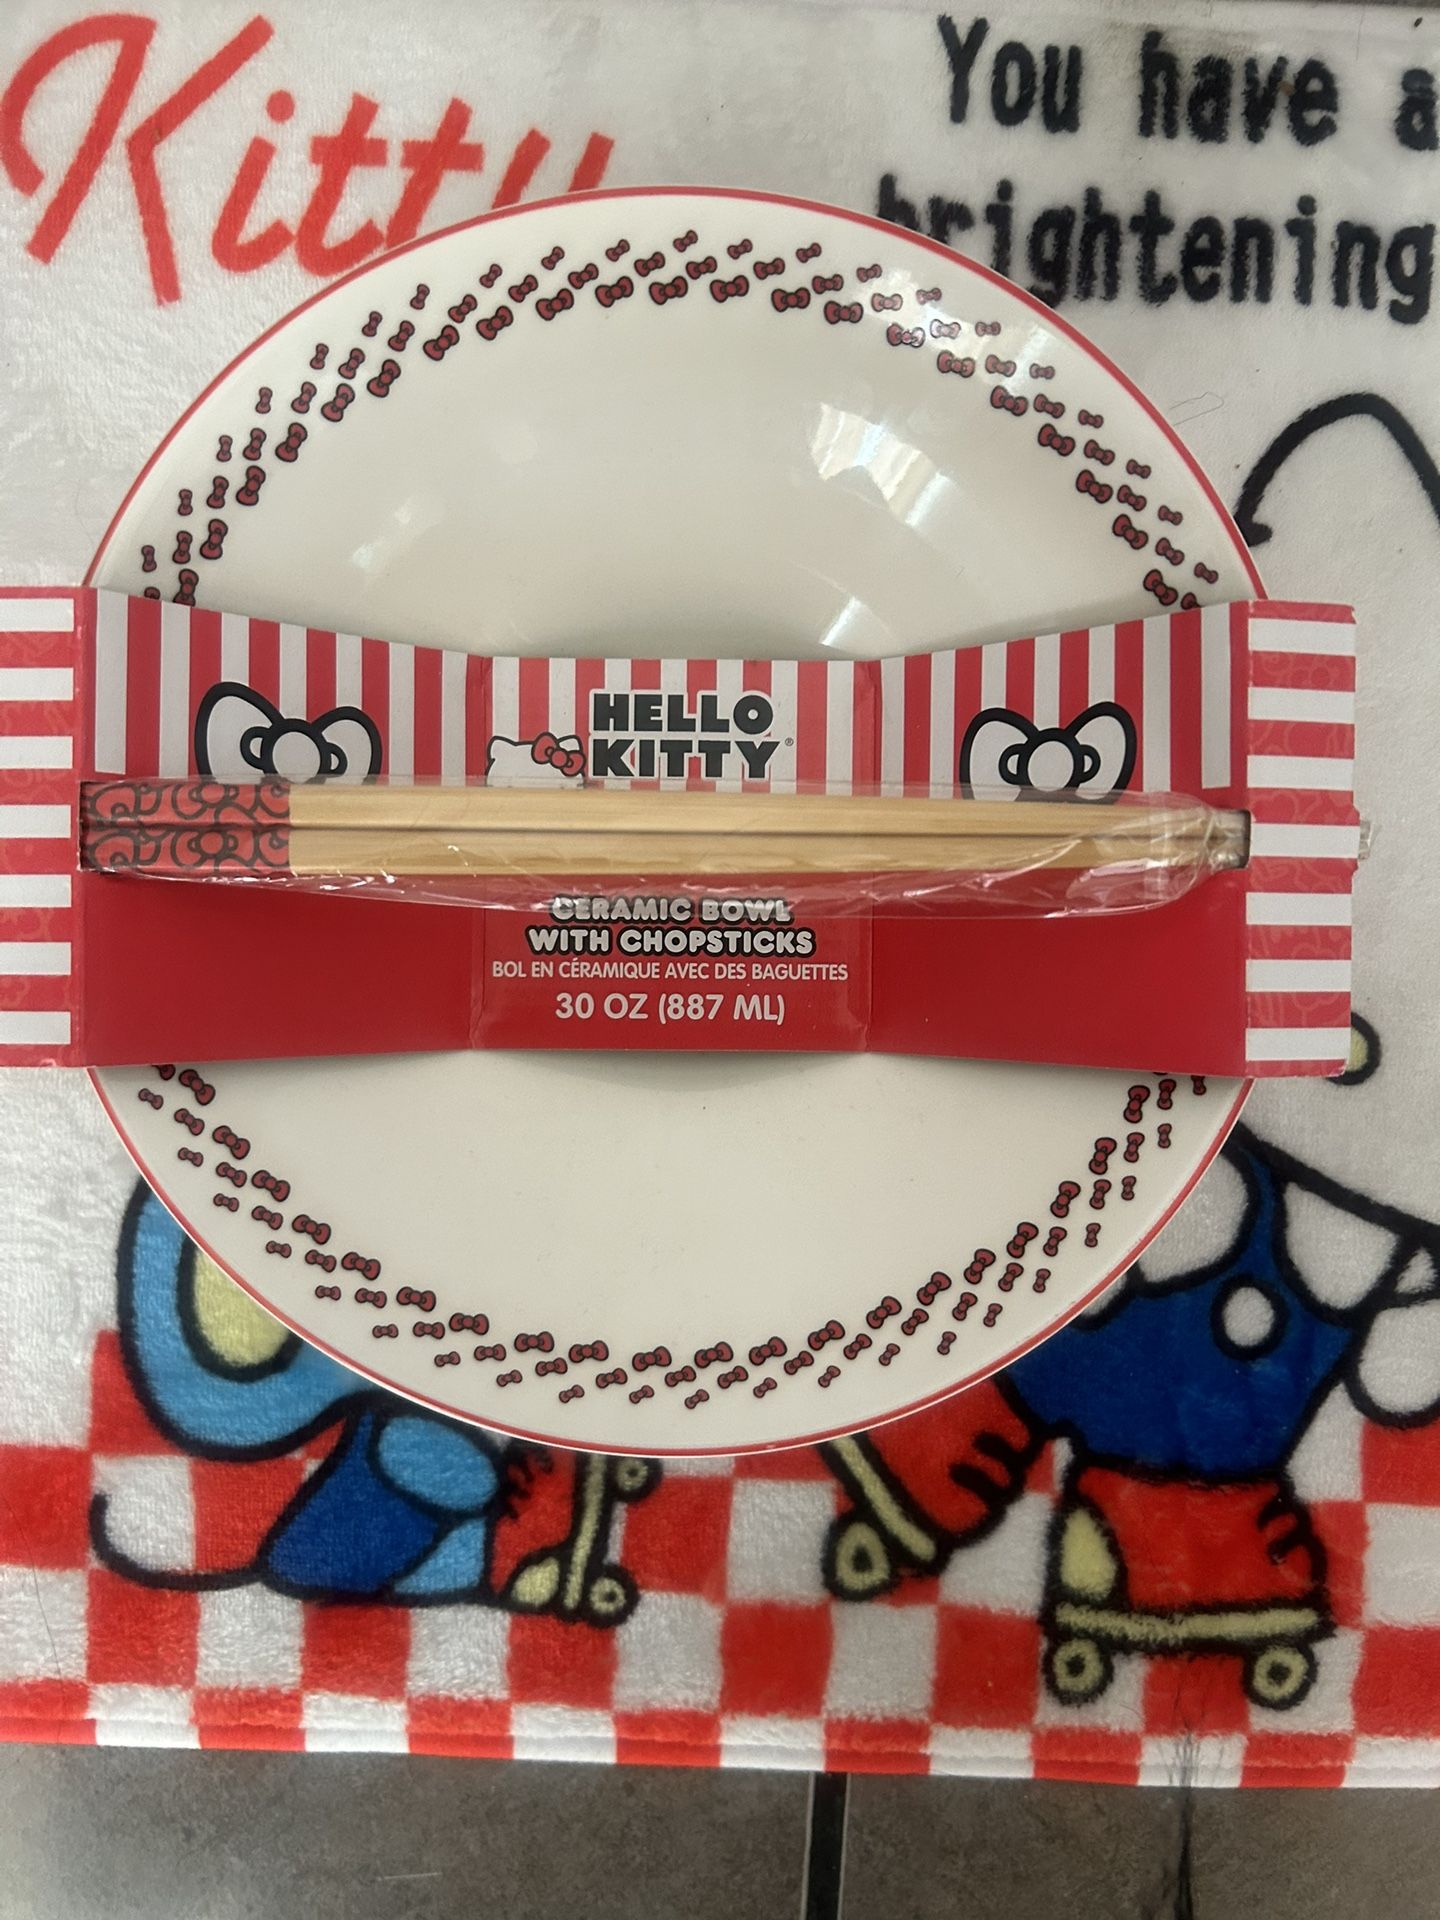 Kitty
You have a
brightening
HELLO
KITTY®
CERAMIC BOWL
WITH CHOPSTICKS
BOL EN CÉRAMIQUE AVEC DES BAGUETTES
30 OZ (887 ML)